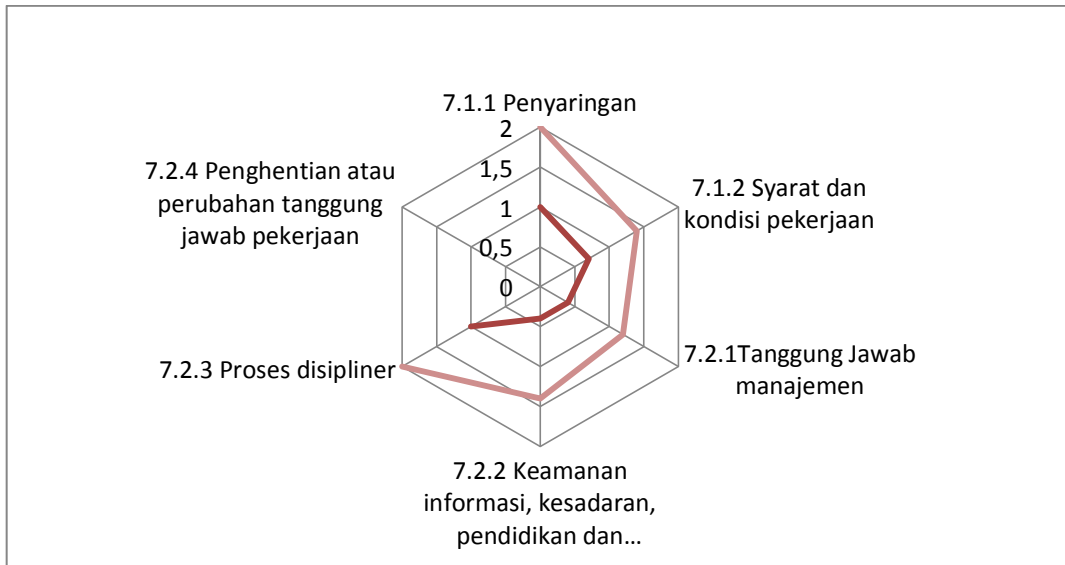 7.1.1 Penyaringan
2
1,5
1
0,5
0
7.1.2 Syarat dan
kondisi pekerjaan
7.2.1Tanggung Jawab
manajemen
7.2.2 Keamanan
informasi, kesadaran,
pendidikan dan…
7.2.3 Proses disipliner
7.2.4 Penghentian atau
perubahan tanggung
jawab pekerjaan